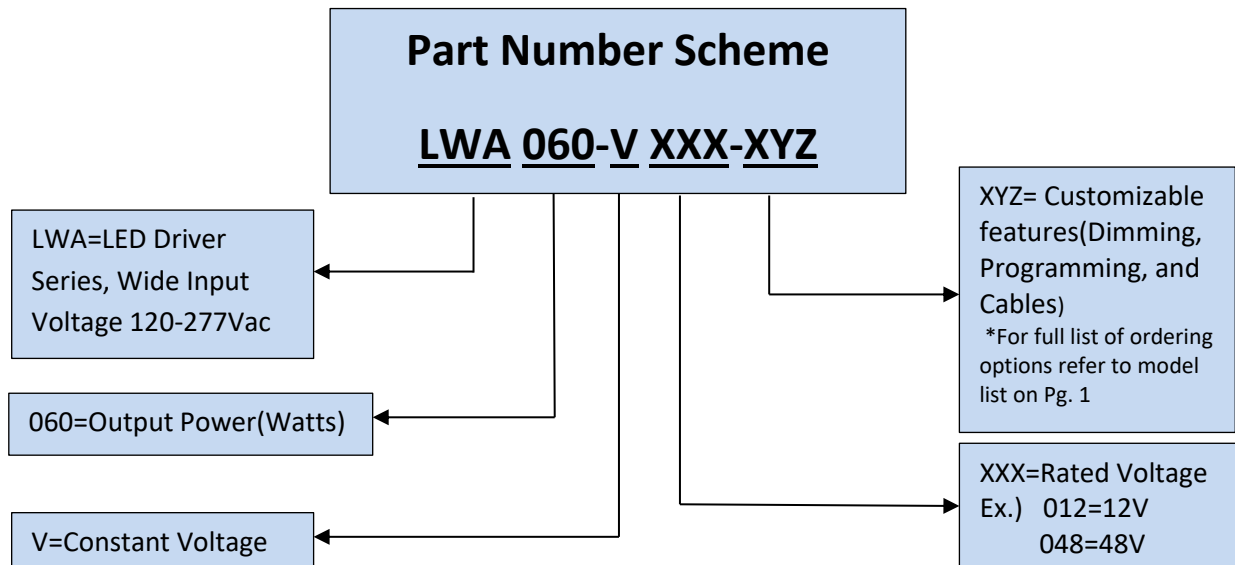 Part Number Scheme
LWA 060-V XXX-XYZ
LWA=LED Driver
Series, Wide Input
Voltage 120-277Vac
060=Output Power(Watts)
V=Constant Voltage
XYZ= Customizable
features(Dimming,
Programming, and
Cables)
*For full list of ordering
options refer to model
list on Pg. 1
XXX=Rated Voltage
Ex.) 012=12V
048=48V